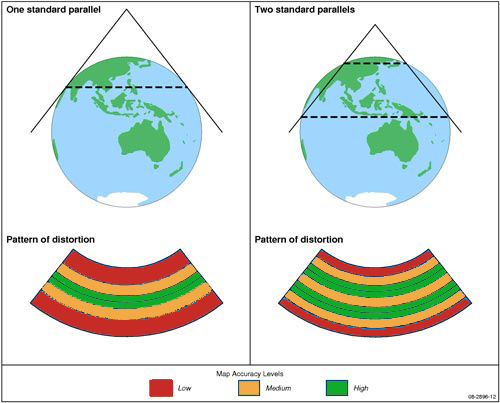 One standard parallel
Two standard parallels
Pattern of distortion
Pattern of distortion
Map Accuracy Levels
Low
Medium
High
08-2896-12